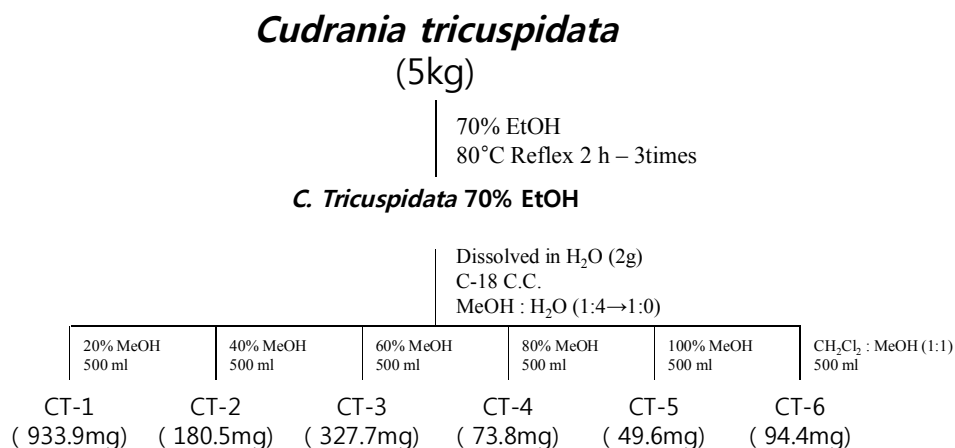 Cudrania tricuspidata
(5kg)
70% EtOH
80°C Reflex 2 h – 3times
C. Tricuspidata 70% EtOH
Dissolved in H₂O (2g)
C-18 C.C.
MeOH : H₂O (1:4→1:0)
20% MeOH
500 ml
40% MeOH
500 ml
60% MeOH
500 ml
80% MeOH
500 ml
100% MeOH
500 ml
CH₂Cl₂ : MeOH (1:1)
500 ml
CT-1
( 933.9mg)
CT-2
( 180.5mg)
CT-3
( 327.7mg)
CT-4
( 73.8mg)
CT-5
( 49.6mg)
CT-6
( 94.4mg)